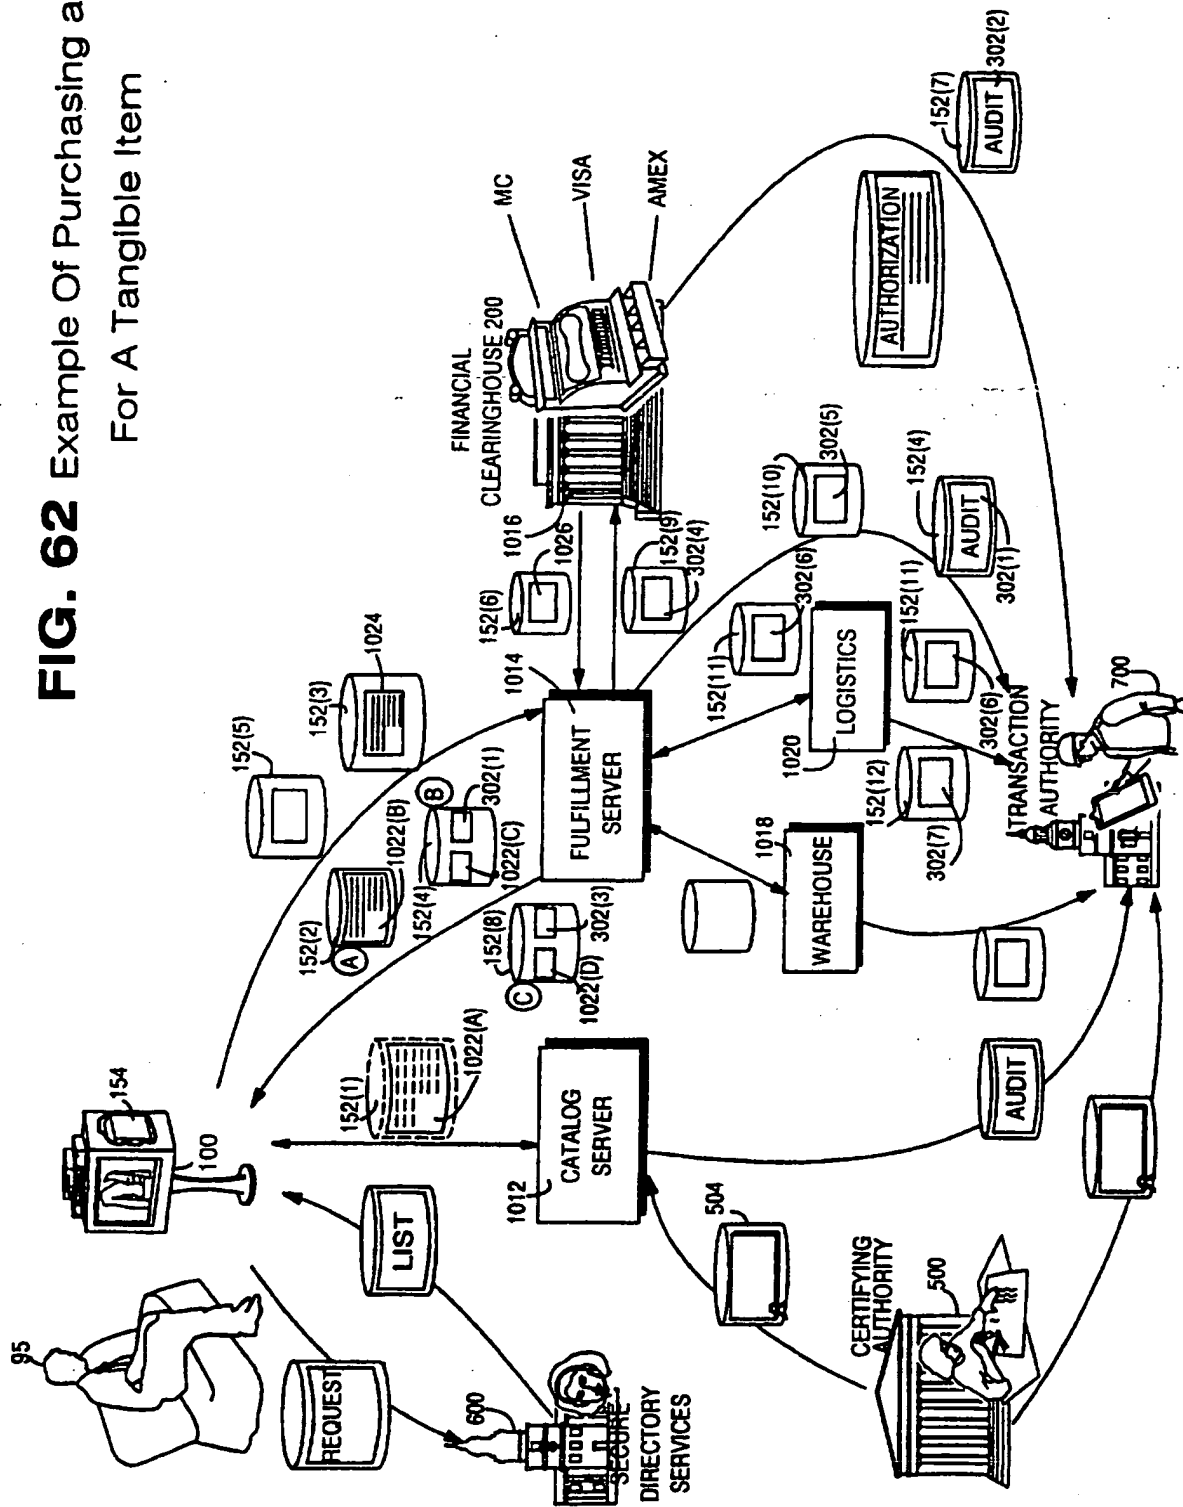 FIG. 62 Example Of Purchasing a
For A Tangible Item
95
154
100
REQUEST
LIST
600
SECURE
DIRECTORY
SERVICES
152(1)
1022(A)
1012
CATALOG
SERVER
504
CERTIFYING
AUTHORITY
500
152(5)
152(3)
1024
152(2)
A
1022(B)
152(4)
B
302(1)
1022(C)
152(8)
C
302(3)
1022(D)
1014
FULFILLMENT
SERVER
152(6)
1026
1016
FINANCIAL
CLEARINGHOUSE 200
MC
VISA
AMEX
152(9)
302(4)
152(10)
302(5)
152(11)
302(6)
1020
LOGISTICS
1018
WAREHOUSE
152(12)
302(7)
152(11)
302(6)
152(4)
AUDIT
302(1)
AUTHORIZATION
152(7)
AUDIT
302(2)
TRANSACTION
AUTHORITY
700
AUDIT